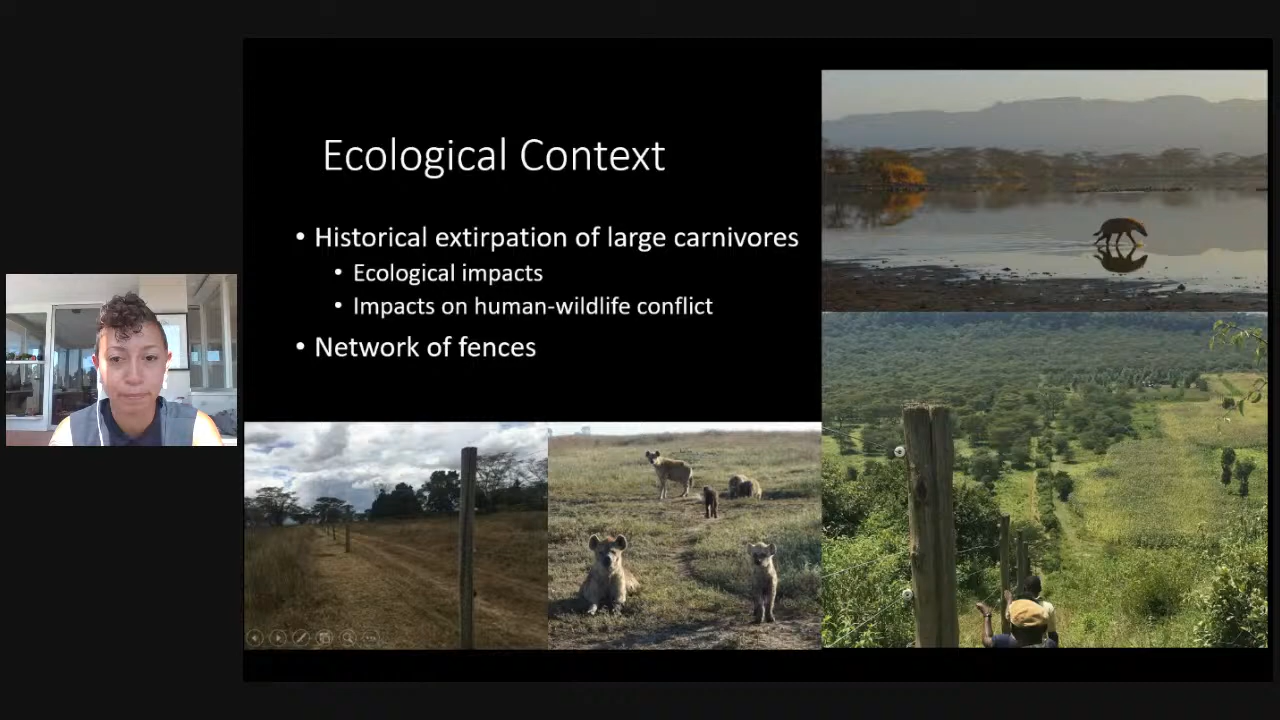 Ecological Context
• Historical extirpation of large carnivores
• Ecological impacts
• Impacts on human-wildlife conflict
• Network of fences